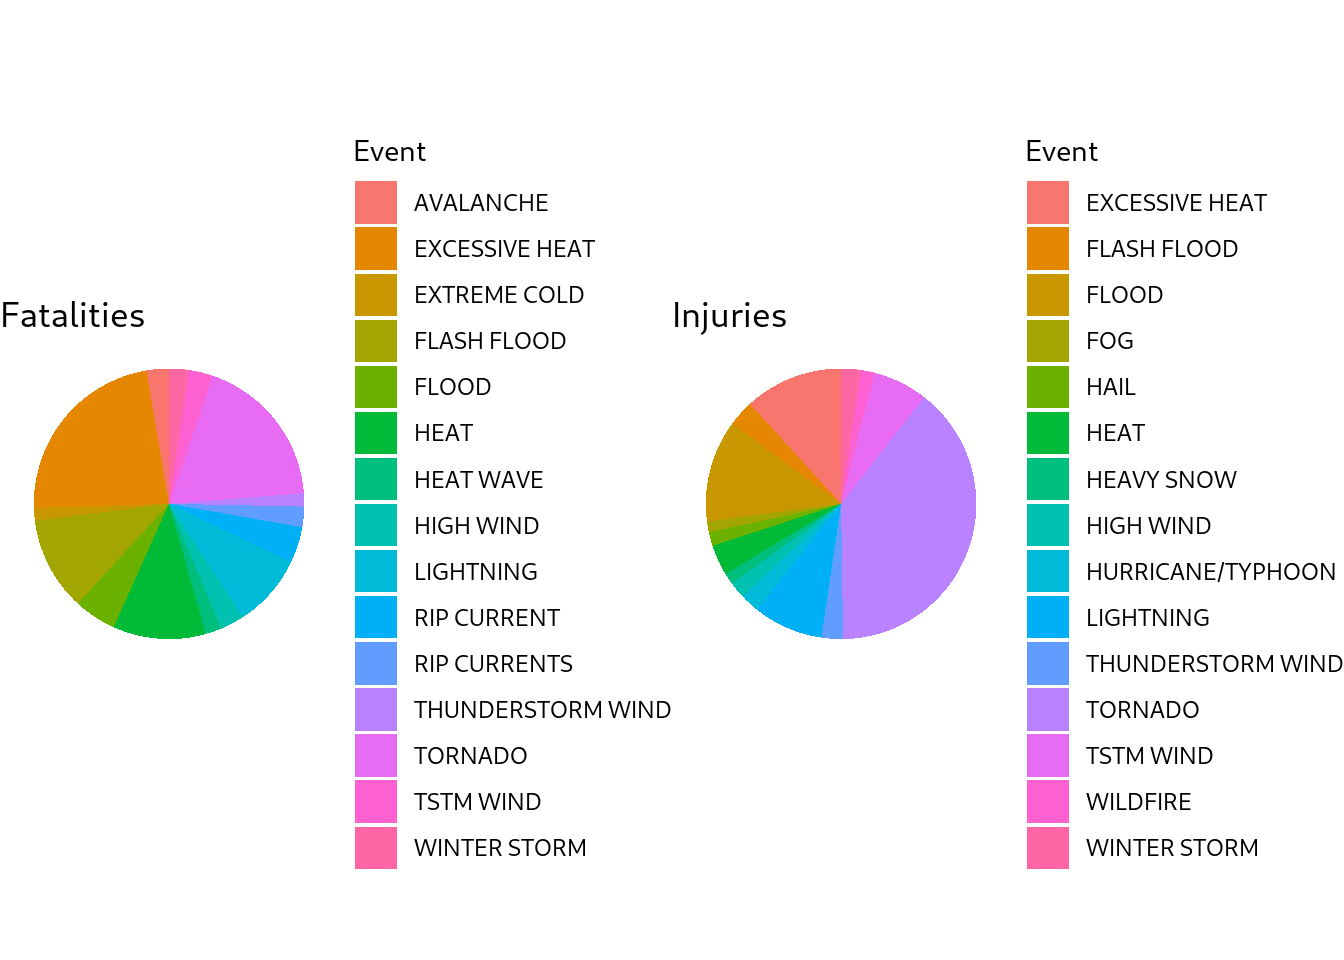 Fatalities
Event
AVALANCHE
EXCESSIVE HEAT
EXTREME COLD
FLASH FLOOD
FLOOD
HEAT
HEAT WAVE
HIGH WIND
LIGHTNING
RIP CURRENT
RIP CURRENTS
THUNDERSTORM WIND
TORNADO
TSTM WIND
WINTER STORM
Injuries
Event
EXCESSIVE HEAT
FLASH FLOOD
FLOOD
FOG
HAIL
HEAT
HEAVY SNOW
HIGH WIND
HURRICANE/TYPHOON
LIGHTNING
THUNDERSTORM WIND
TORNADO
TSTM WIND
WILDFIRE
WINTER STORM